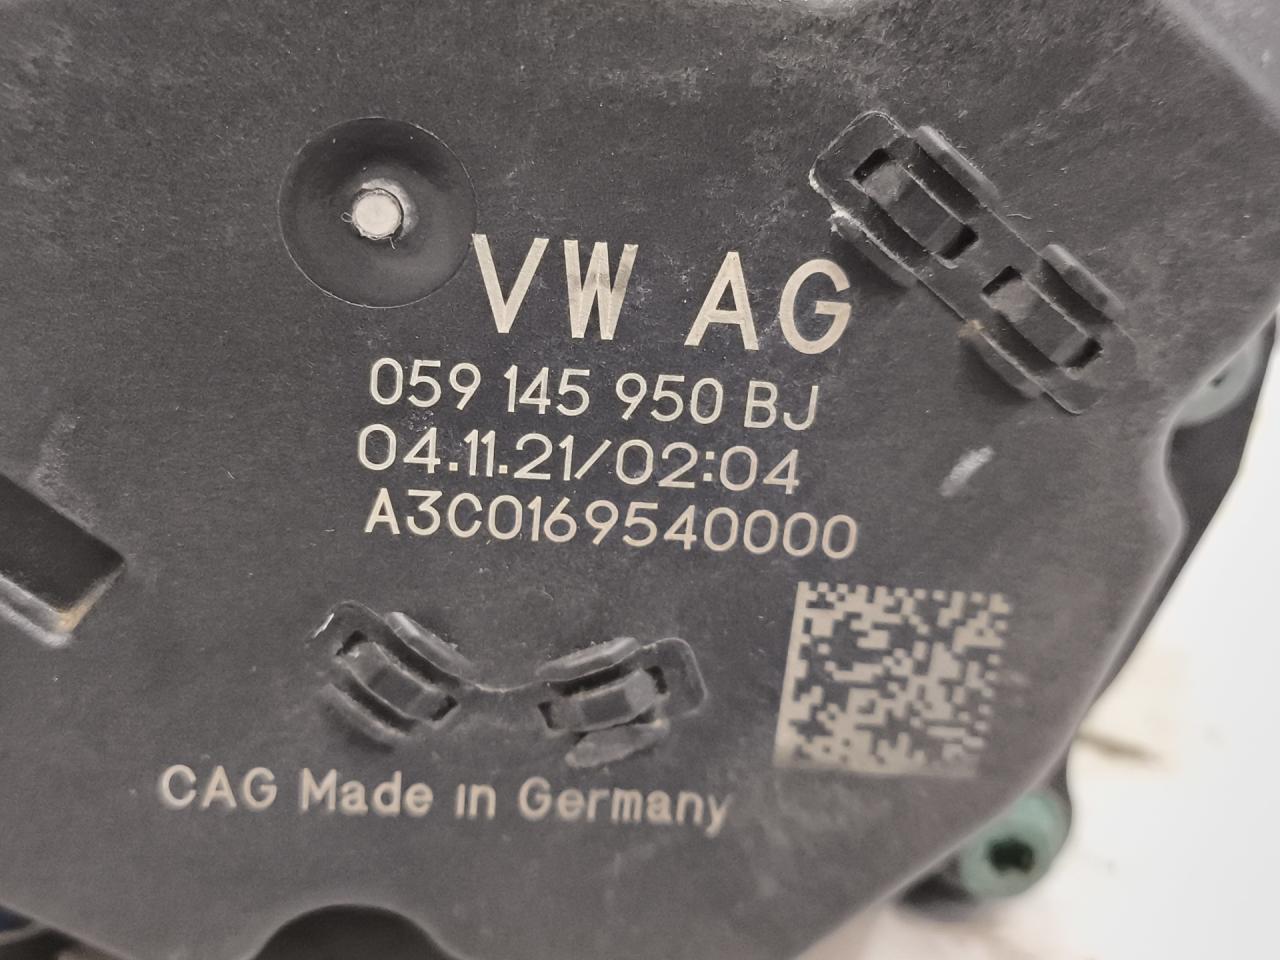 VW AG
059 145 950 BJ
04.11.21/02:04
A3C0169540000
CAG Made in Germany